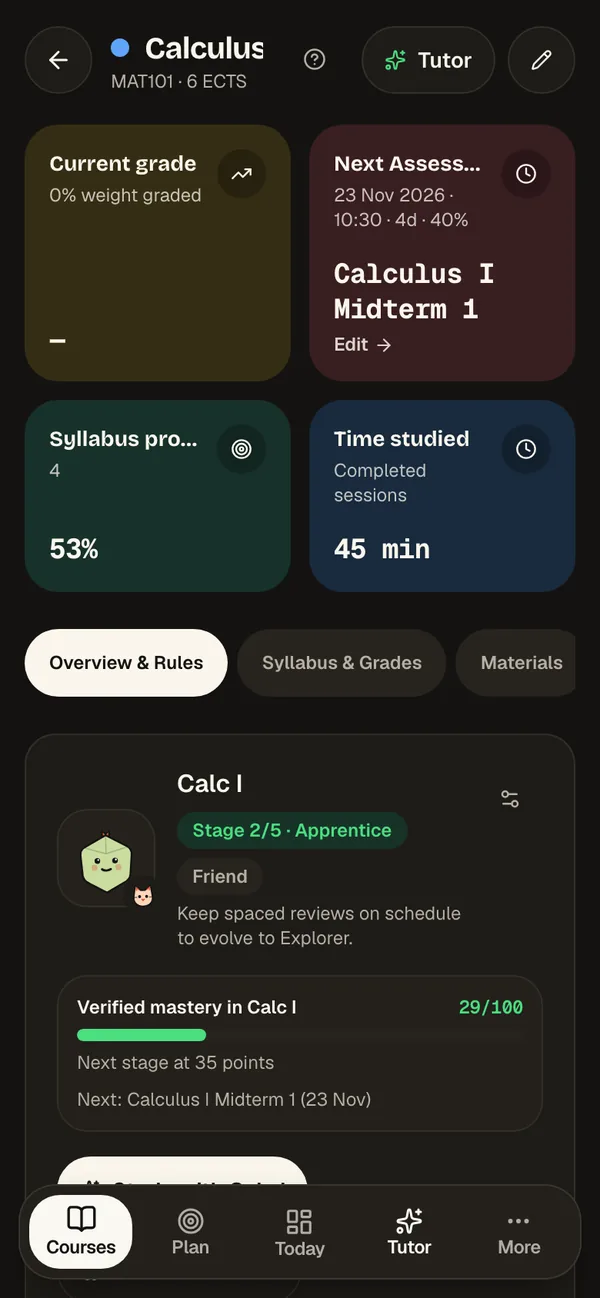 Calculus
MAT101 · 6 ECTS
Tutor
Current grade
0% weight graded
–
Next Assess...
23 Nov 2026 ·
10:30 · 4d · 40%
Calculus I
Midterm 1
Edit →
Syllabus pro...
4
53%
Time studied
Completed
sessions
45 min
Overview & Rules
Syllabus & Grades
Materials
Calc I
Stage 2/5 · Apprentice
Friend
Keep spaced reviews on schedule
to evolve to Explorer.
Verified mastery in Calc I
29/100
Next stage at 35 points
Next: Calculus I Midterm 1 (23 Nov)
Courses
Plan
Today
Tutor
More